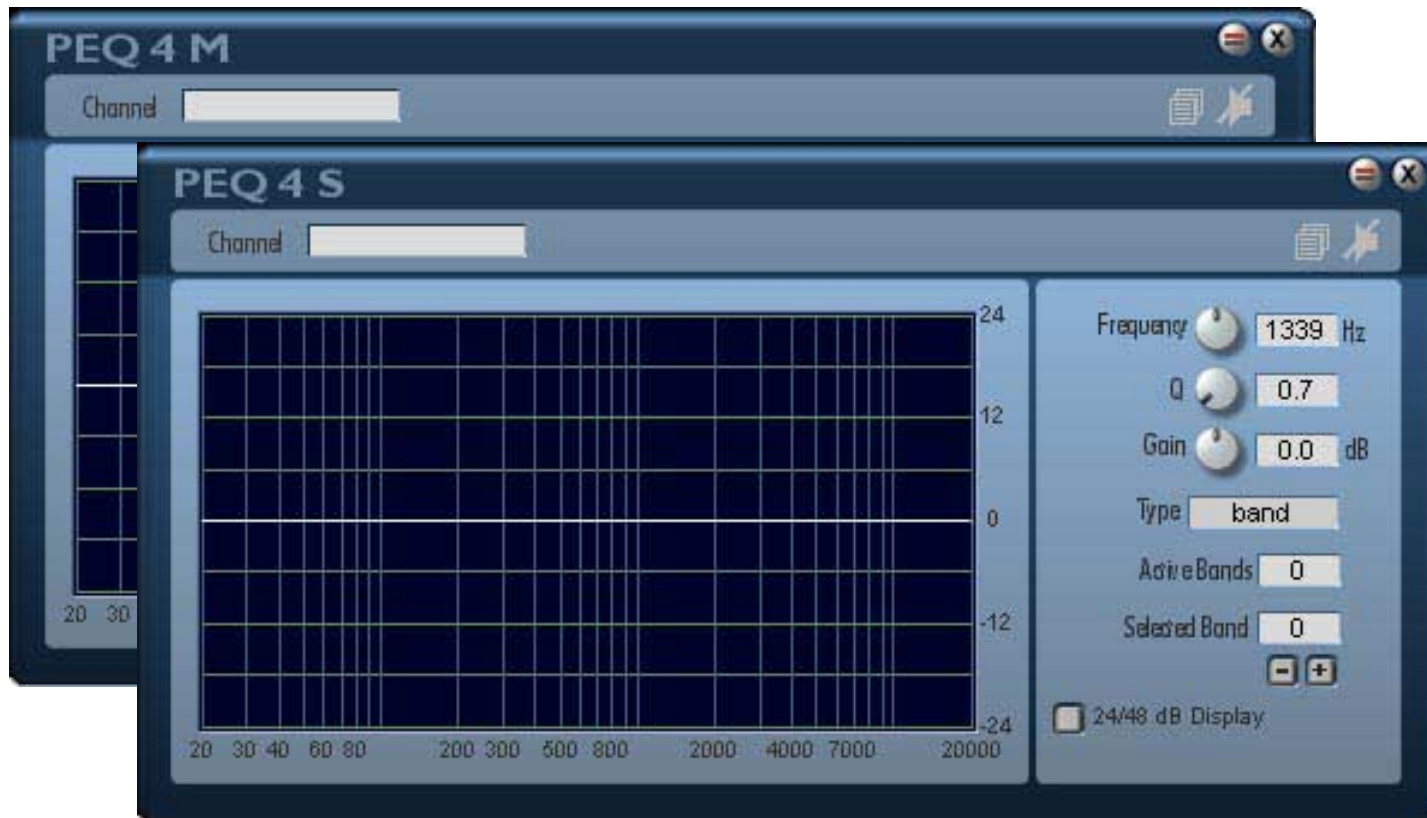 PEQ 4 M
X
Channel
20 30
PEQ 4 S
X
Channel
24
12
0
-12
-24
20 30 40 60 80 200 300 500 800 2000 4000 7000 20000
Frequency 1339 Hz
Q 0.7
Gain 0.0 dB
Type band
Active Bands 0
Selected Band 0
- +
24/48 dB Display